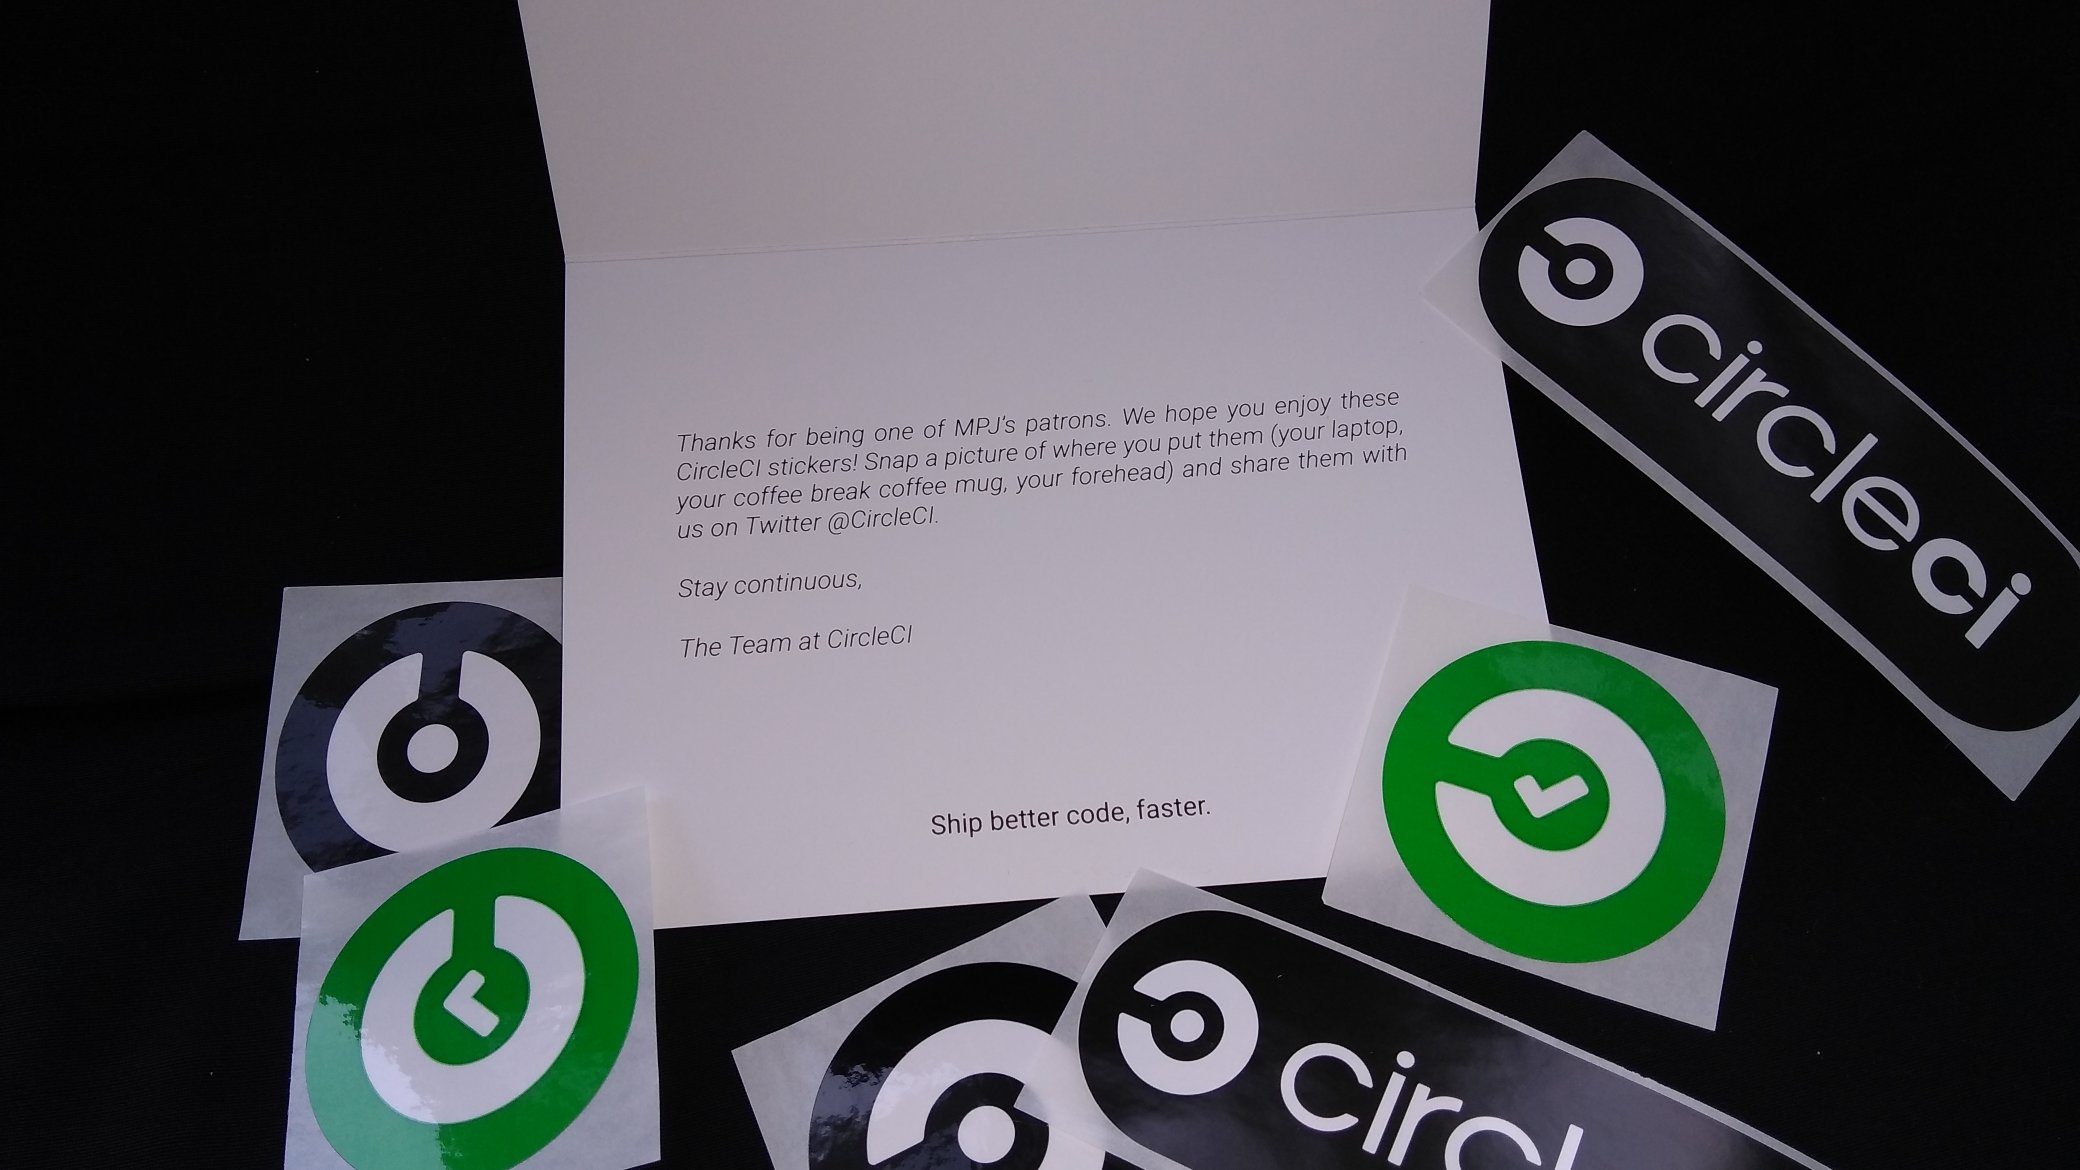 Thanks for being one of MPJ's patrons. We hope you enjoy these
CircleCI stickers! Snap a picture of where you put them (your laptop,
your coffee break coffee mug, your forehead) and share them with
us on Twitter @CircleCI.
Stay continuous,
The Team at CircleCI
Ship better code, faster.
circleci
circl